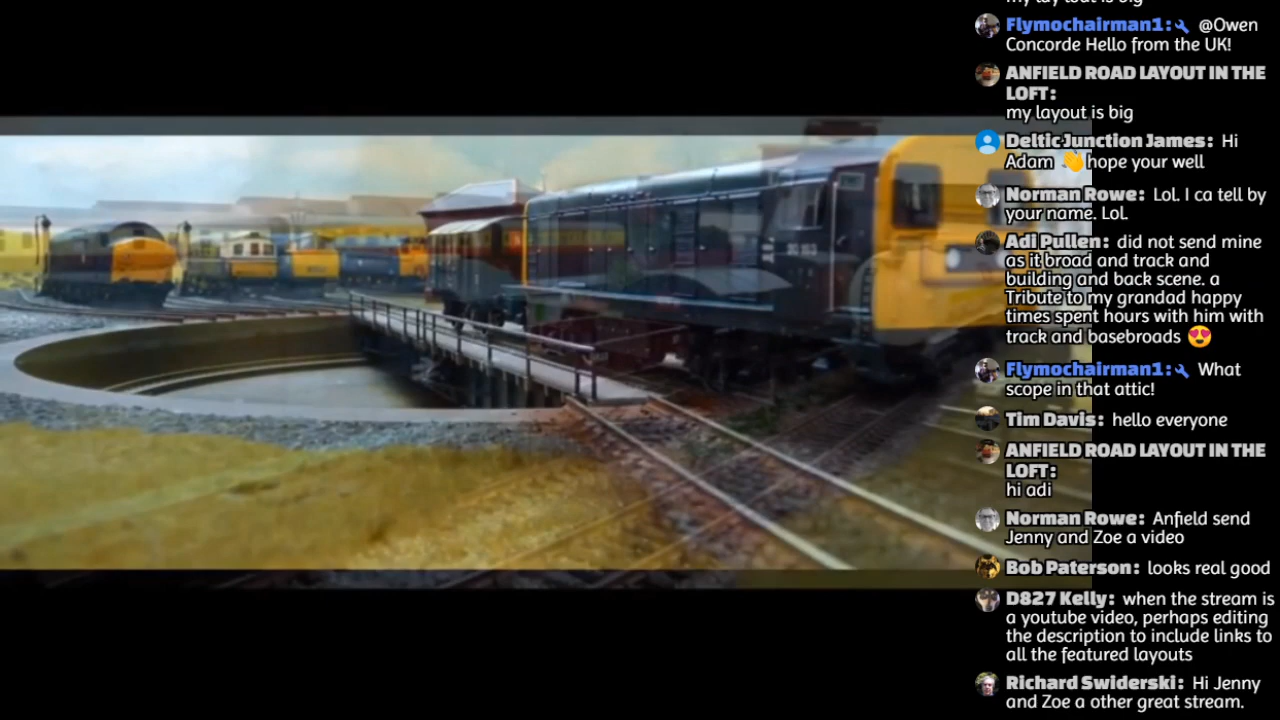 my lay tout is big
Flymochairman1: @Owen
Concorde Hello from the UK!
ANFIELD ROAD LAYOUT IN THE
LOFT:
my layout is big
Deltic Junction James: Hi
Adam 👋 hope your well
Norman Rowe: Lol. I ca tell by
your name. Lol.
Adi Pullen: did not send mine
as it broad and track and
building and back scene. a
Tribute to my grandad happy
times spent hours with him with
track and basebroads 😍
Flymochairman1: What
scope in that attic!
Tim Davis: hello everyone
ANFIELD ROAD LAYOUT IN THE
LOFT:
hi adi
Norman Rowe: Anfield send
Jenny and Zoe a video
Bob Paterson: looks real good
D827 Kelly: when the stream is
a youtube video, perhaps editing
the description to include links to
all the featured layouts
Richard Swiderski: Hi Jenny
and Zoe a other great stream.